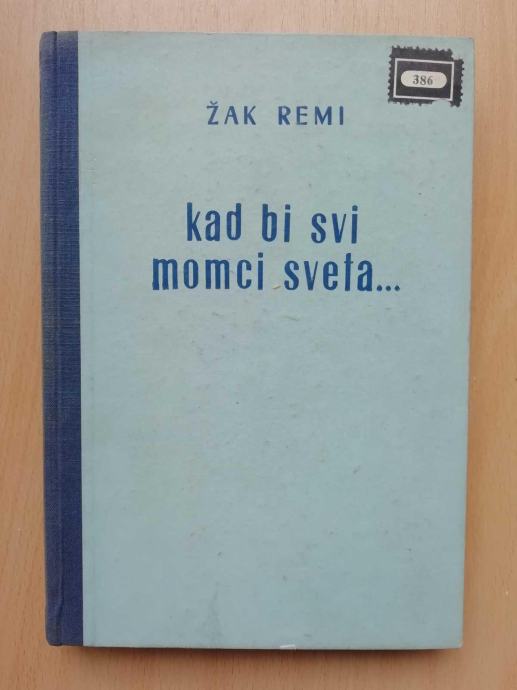 386
ŽAK REMI
kad bi svi
momci sveta...